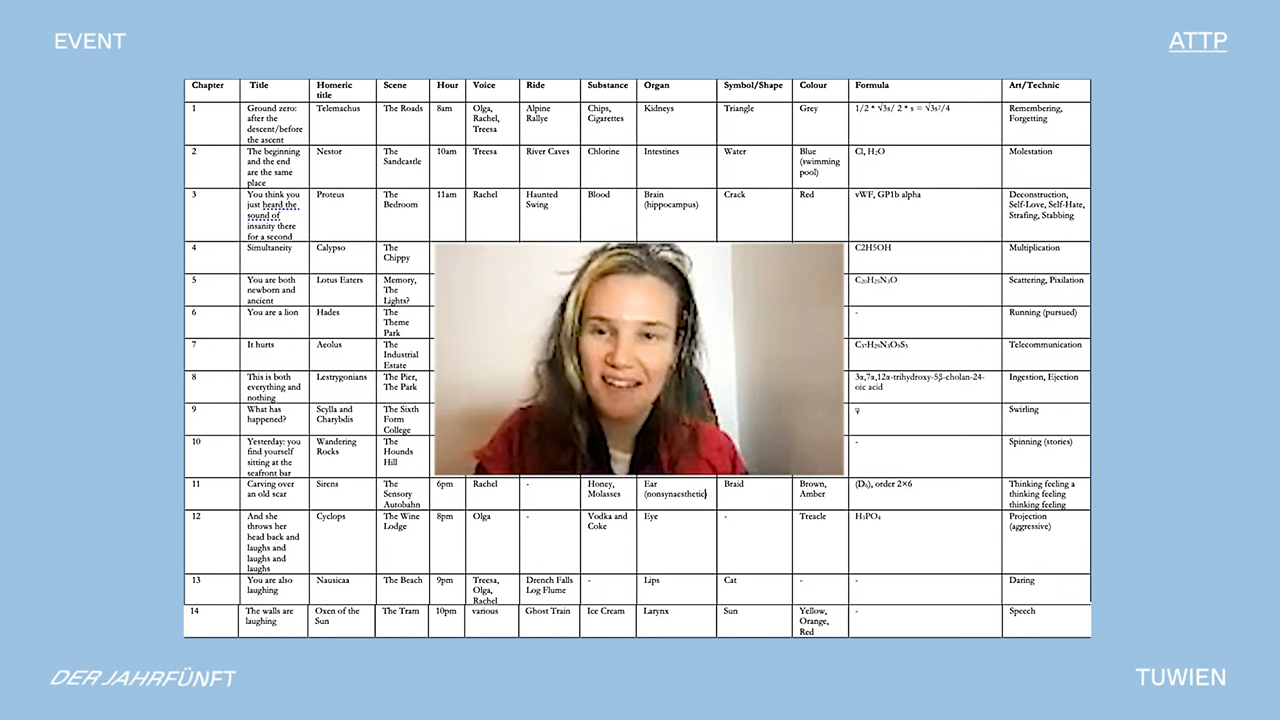 EVENT
ATTP
Chapter Title Homeric title Scene Hour Voice Ride Substance Organ Symbol/Shape Colour Formula Art/Technic
1 Ground zero: after the descent/before the ascent Telemachus The Roads 8am Olga, Rachel, Treesa Alpine Rallye Chips, Cigarettes Kidneys Triangle Grey 1/2 * √3s/ 2 * s = √3s²/4 Remembering, Forgetting
2 The beginning and the end are the same place Nestor The Sandcastle 10am Treesa River Caves Chlorine Intestines Water Blue (swimming pool) Cl, H₂O Molestation
3 You think you just heard the sound of insanity there for a second Proteus The Bedroom 11am Rachel Haunted Swing Blood Brain (hippocampus) Crack Red vWF, GP1b alpha Deconstruction, Self-Love, Self-Hate, Strafing, Stabbing
4 Simultaneity Calypso The Chippy C2H5OH Multiplication
5 You are both newborn and ancient Lotus Eaters Memory, The Lights? C₂₀H₂₅N₃O Scattering, Pixilation
6 You are a lion Hades The Theme Park - Running (pursued)
7 It hurts Aeolus The Industrial Estate Telecommunication
8 This is both everything and nothing Lestrygonians The Pier, The Park 3α,7α,12α-trihydroxy-5β-cholan-24-oic acid Ingestion, Ejection
9 What has happened? Scylla and Charybdis The Sixth Form College φ Swirling
10 Yesterday: you find yourself sitting at the seafront bar Wandering Rocks The Hounds Hill - Spinning (stories)
11 Carving over an old scar Sirens The Sensory Autobahn 6pm Rachel - Honey, Molasses Ear (nonsynaesthetic) Braid Brown, Amber (D₆), order 2×6 Thinking feeling a thinking feeling thinking feeling
12 And she throws her head back and laughs and laughs and laughs Cyclops The Wine Lodge 8pm Olga - Vodka and Coke Eye - Treacle H₃PO₄ Projection (aggressive)
13 You are also laughing Nausicaa The Beach 9pm Treesa, Olga, Rachel Drench Falls Log Flume - Lips Cat - - Daring
14 The walls are laughing Oxen of the Sun The Tram 10pm various Ghost Train Ice Cream Larynx Sun Yellow, Orange, Red - Speech
DER JAHRFÜNFT
TUWIEN